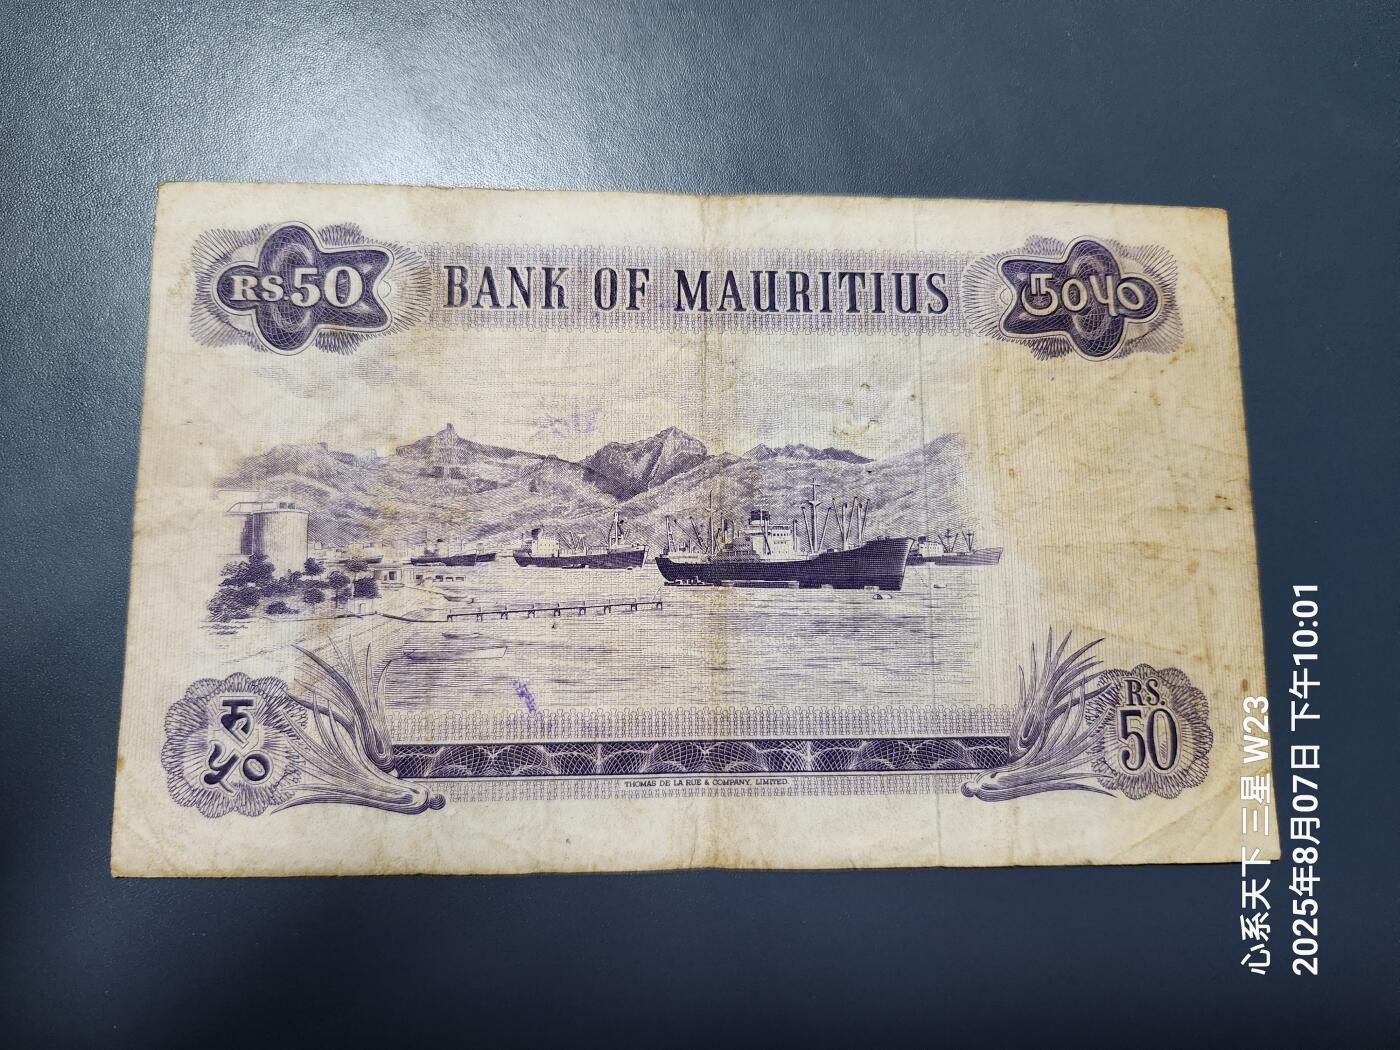 Rs.50
BANK OF MAURITIUS
रु
५०
RS.
50
THOMAS DE LA RUE & COMPANY, LIMITED.
心系天下 三星 W23
2025年8月07日 下午10:01